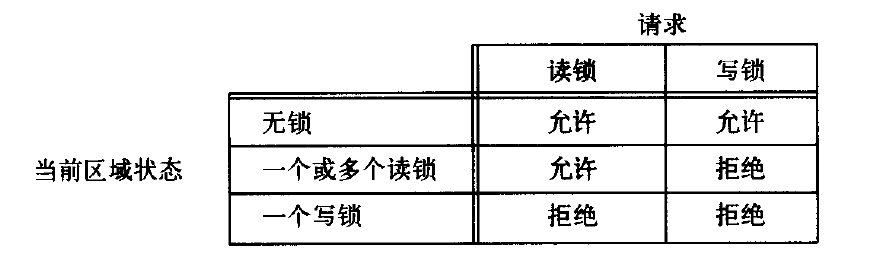 请求
读锁 写锁
无锁 允许 允许
当前区域状态 一个或多个读锁 允许 拒绝
一个写锁 拒绝 拒绝